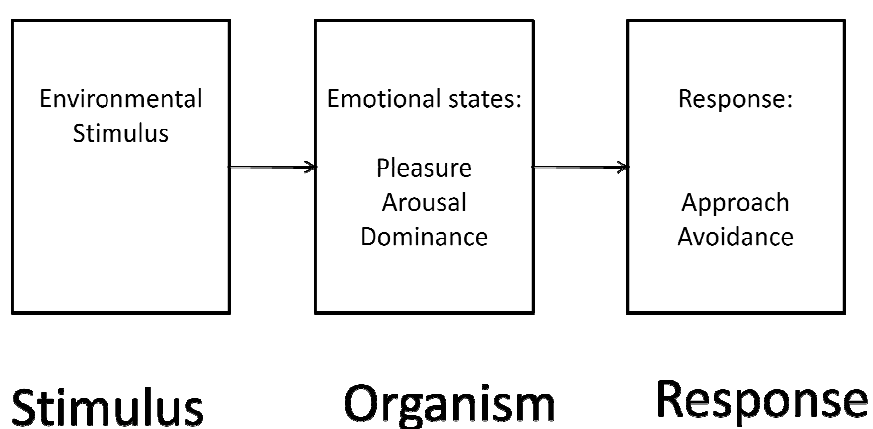 Environmental
Stimulus
Emotional states:
Pleasure
Arousal
Dominance
Response:
Approach
Avoidance
Stimulus
Organism
Response